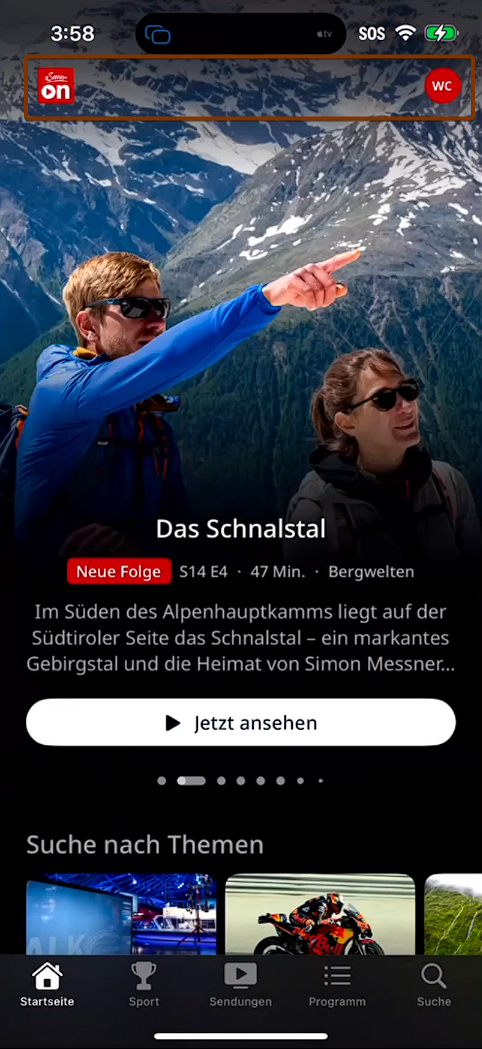 3:58
tv
SOS
Servus
on
WC
Das Schnalstal
Neue Folge S14 E4 · 47 Min. · Bergwelten
Im Süden des Alpenhauptkamms liegt auf der
Südtiroler Seite das Schnalstal – ein markantes
Gebirgstal und die Heimat von Simon Messner...
Jetzt ansehen
Suche nach Themen
ALK
Startseite Sport Sendungen Programm Suche